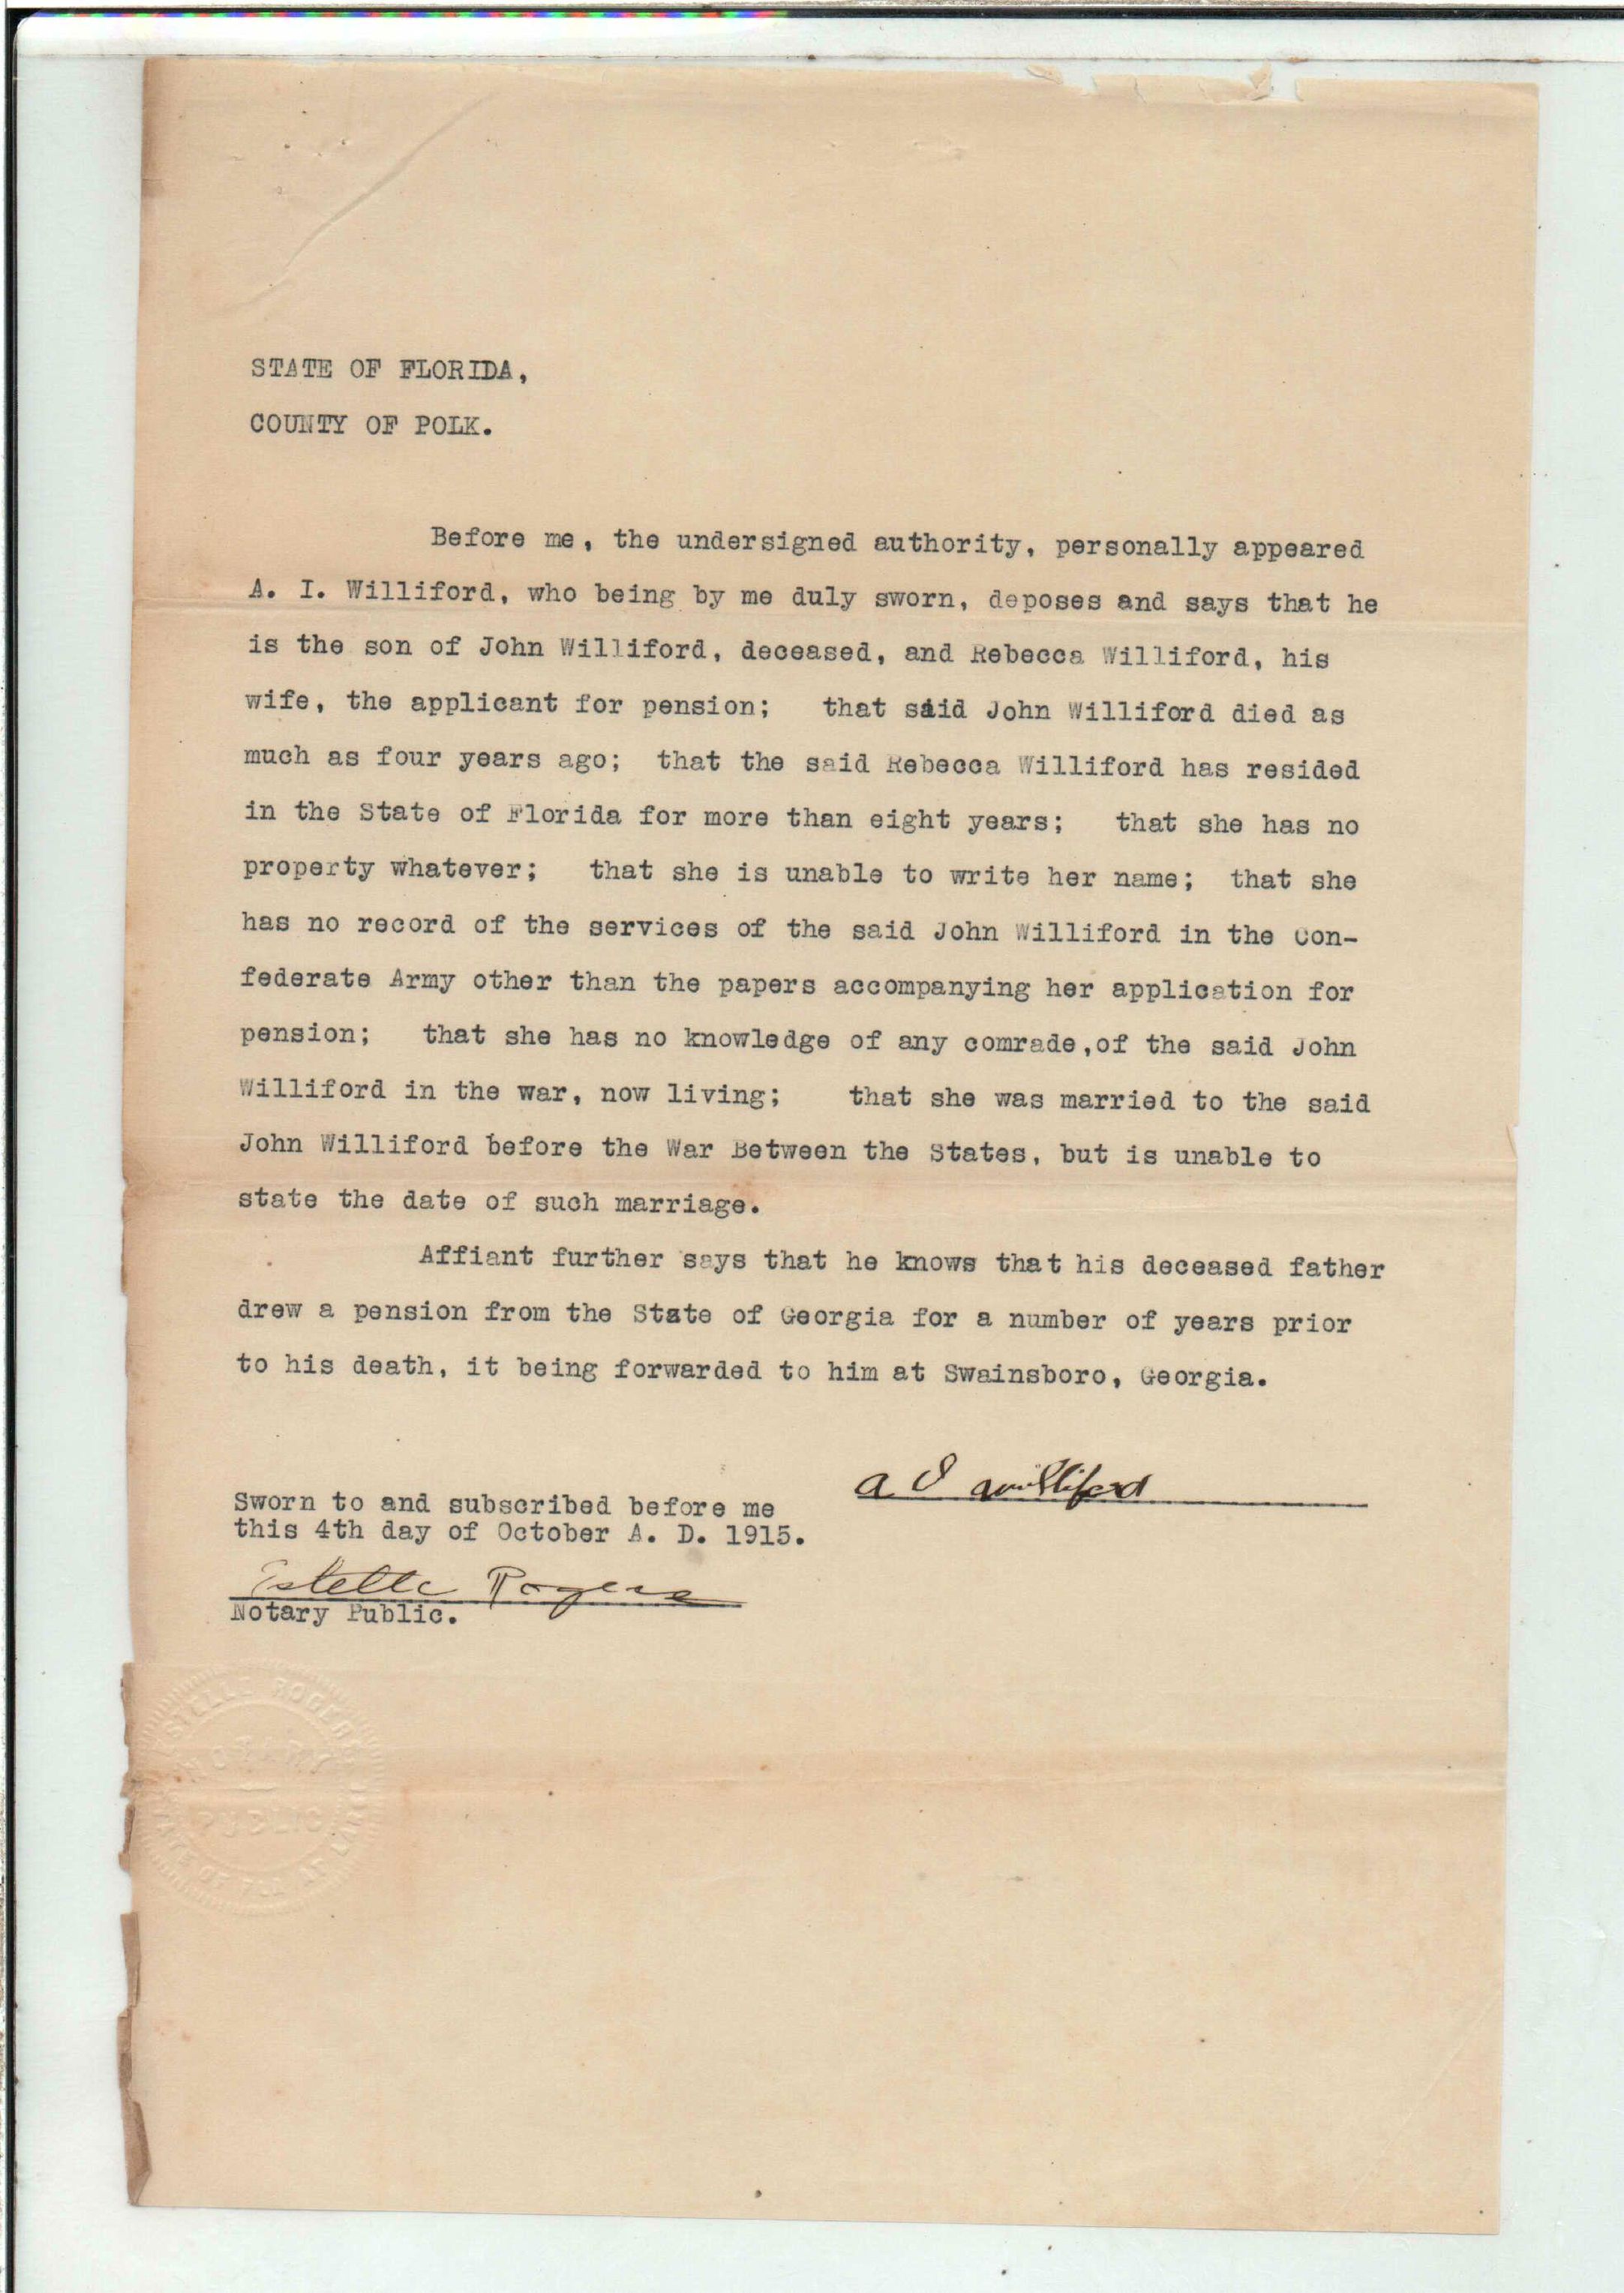 STATE OF FLORIDA,
COUNTY OF POLK.
Before me, the undersigned authority, personally appeared
A. I. Williford, who being by me duly sworn, deposes and says that he
is the son of John Williford, deceased, and Rebecca Williford, his
wife, the applicant for pension; that said John Williford died as
much as four years ago; that the said Rebecca Williford has resided
in the State of Florida for more than eight years; that she has no
property whatever; that she is unable to write her name; that she
has no record of the services of the said John Williford in the Con-
federate Army other than the papers accompanying her application for
pension; that she has no knowledge of any comrade,of the said John
Williford in the war, now living; that she was married to the said
John Williford before the War Between the States, but is unable to
state the date of such marriage.
Affiant further says that he knows that his deceased father
drew a pension from the State of Georgia for a number of years prior
to his death, it being forwarded to him at Swainsboro, Georgia.
A I Williford
Sworn to and subscribed before me
this 4th day of October A. D. 1915.
Estelle Rogers
Notary Public.
ESTELLE ROGERS
NOTARY
PUBLIC
STATE OF FLA AT LARGE